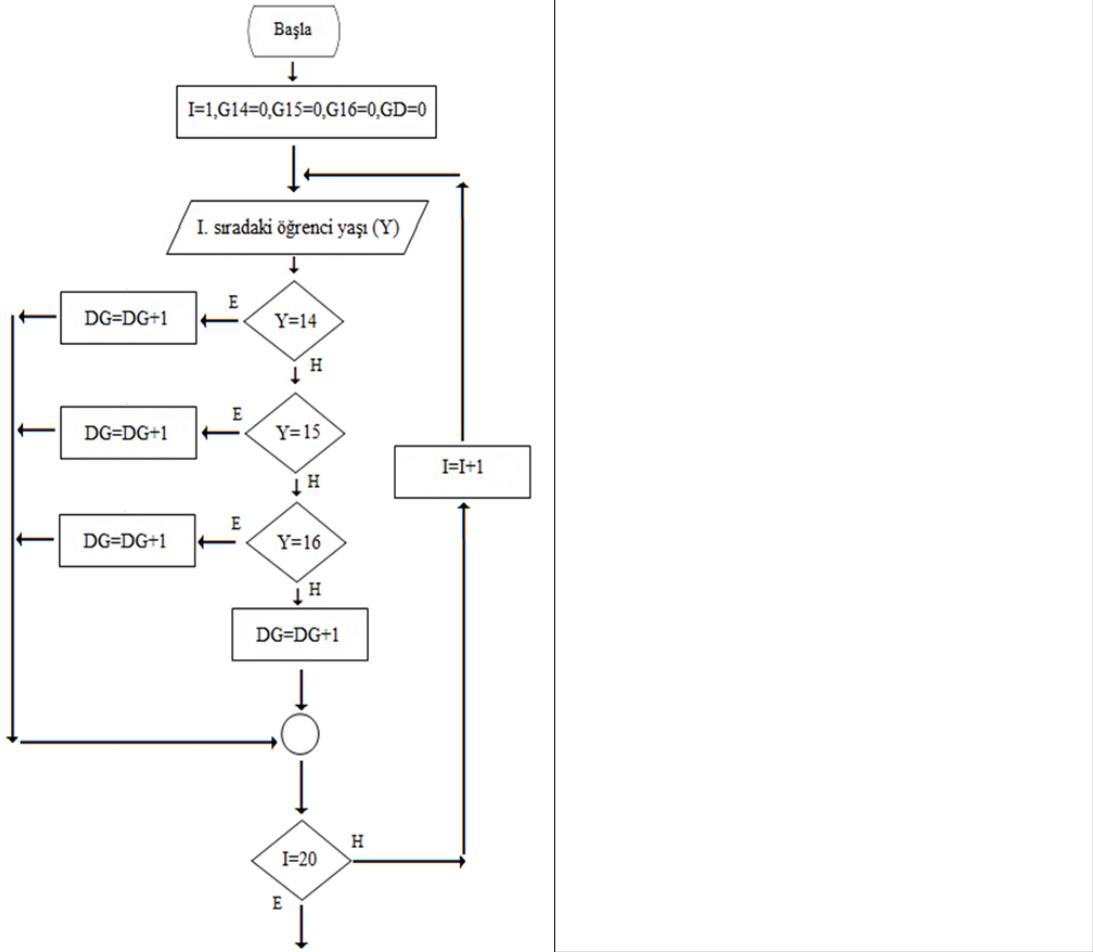 Başla
I=1,G14=0,G15=0,G16=0,GD=0
I. sıradaki öğrenci yaşı (Y)
DG=DG+1
E
Y=14
H
DG=DG+1
E
Y=15
H
I=I+1
DG=DG+1
E
Y=16
H
DG=DG+1
I=20
H
E